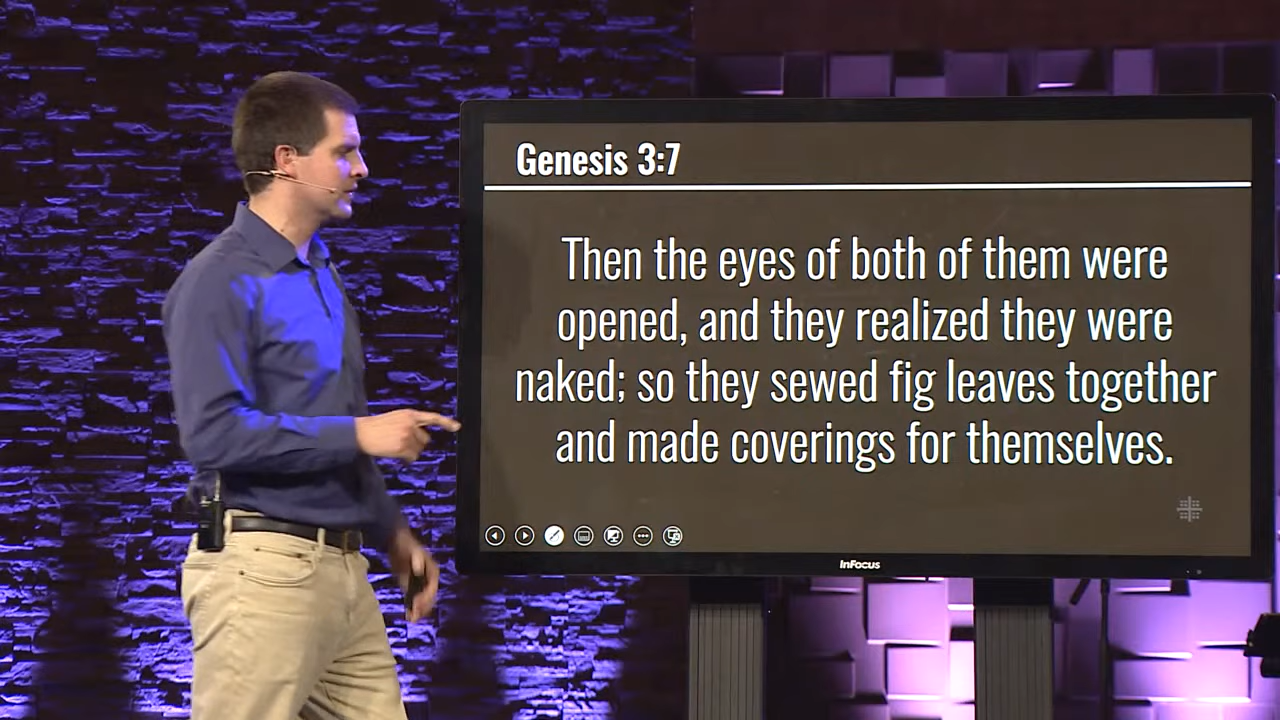 Genesis 3:7
Then the eyes of both of them were
opened, and they realized they were
naked; so they sewed fig leaves together
and made coverings for themselves.
InFocus